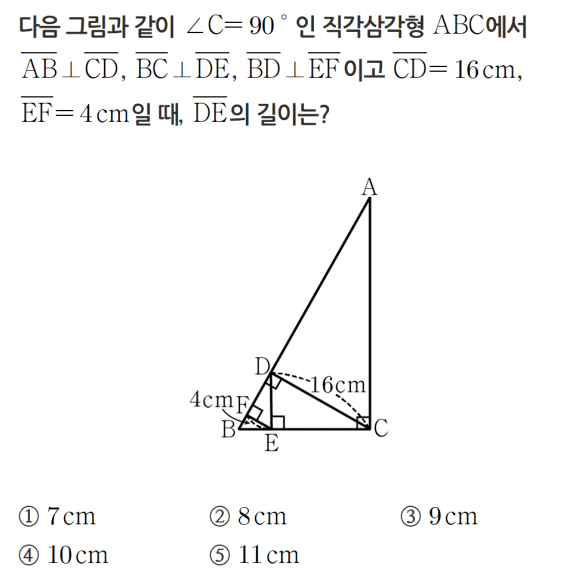 다음 그림과 같이 ∠C= 90°인 직각삼각형 ABC에서
AB⊥CD, BC⊥DE, BD⊥EF이고 CD= 16cm,
EF= 4cm일 때, DE의 길이는?
A
D
16cm
4cm F
B
C
E
① 7cm ② 8cm ③ 9cm
④ 10cm ⑤ 11cm